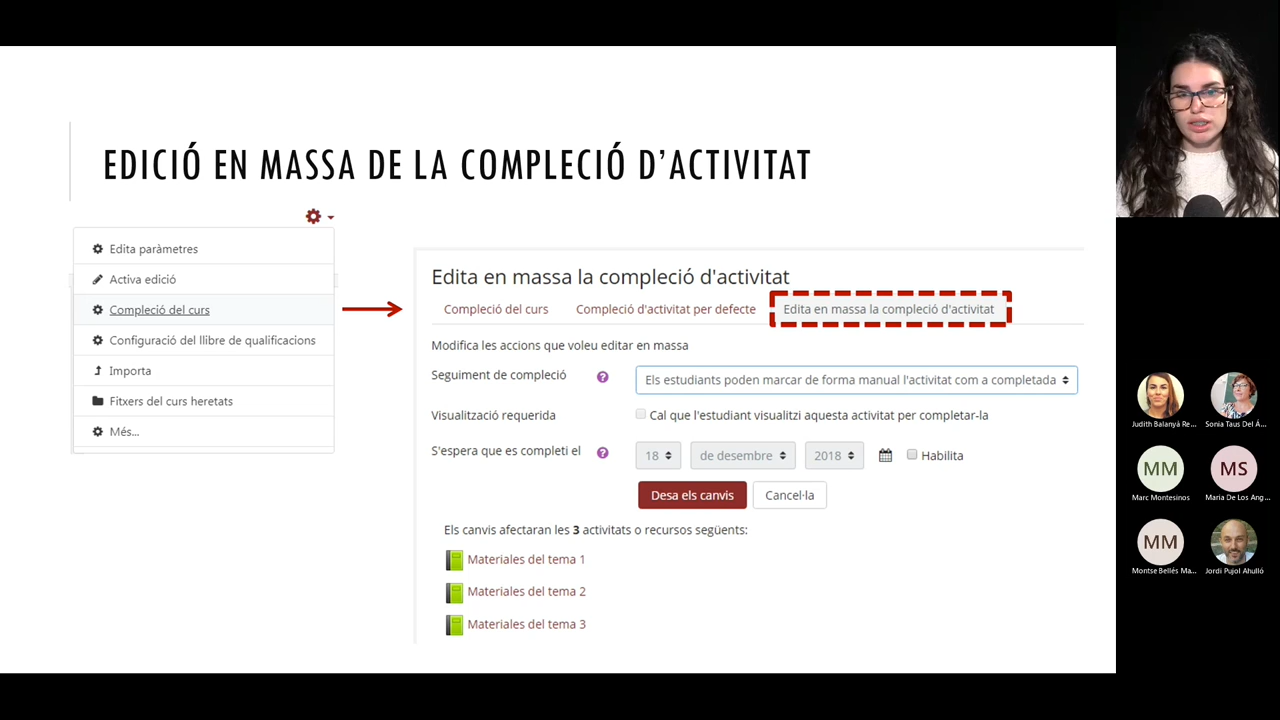 EDICIÓ EN MASSA DE LA COMPLECIÓ D'ACTIVITAT
Edita paràmetres
Activa edició
Compleció del curs
Configuració del llibre de qualificacions
Importa
Fitxers del curs heretats
Més...
Edita en massa la compleció d'activitat
Compleció del curs Compleció d'activitat per defecte Edita en massa la compleció d'activitat
Modifica les accions que voleu editar en massa
Seguiment de compleció ? Els estudiants poden marcar de forma manual l'activitat com a completada
Visualització requerida Cal que l'estudiant visualitzi aquesta activitat per completar-la
S'espera que es completi el ? 18 de desembre 2018 Habilita
Desa els canvis Cancel·la
Els canvis afectaran les 3 activitats o recursos següents:
Materiales del tema 1
Materiales del tema 2
Materiales del tema 3
Judith Balanyà Re... Sonia Taus Del Á...
MM MS
Marc Montesinos Maria De Los Ang...
MM
Montse Bellés Ma... Jordi Pujol Ahulló